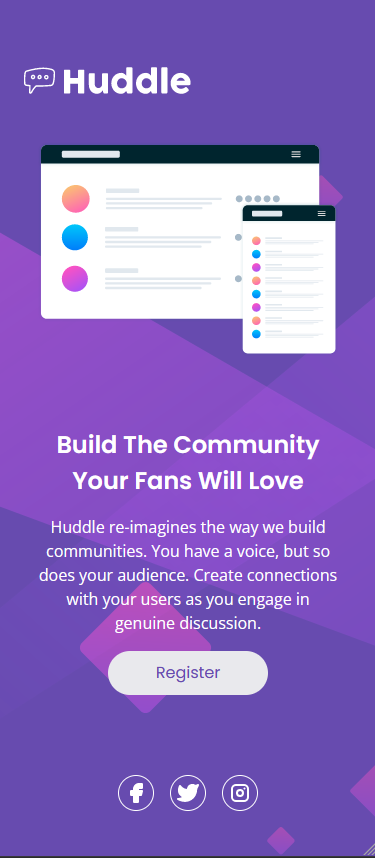 Huddle
Build The Community
Your Fans Will Love
Huddle re-imagines the way we build
communities. You have a voice, but so
does your audience. Create connections
with your users as you engage in
genuine discussion.
Register